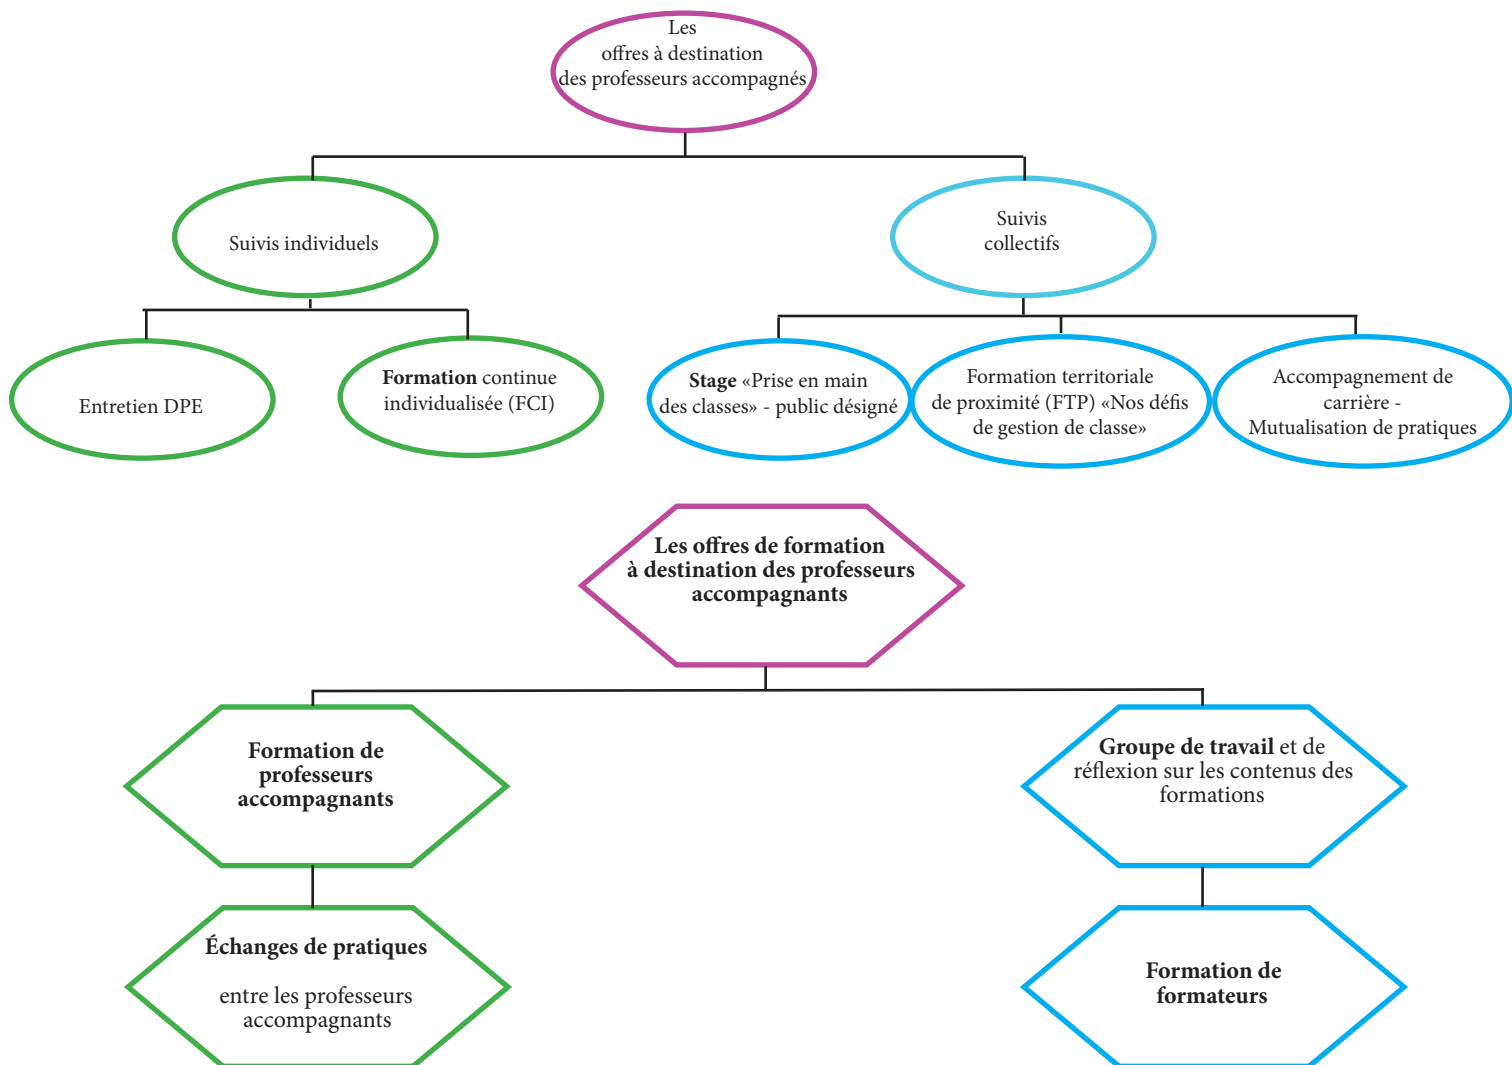 Les
offres à destination
des professeurs accompagnés
Suivis individuels
Suivis
collectifs
Entretien DPE
Formation continue
individualisée (FCI)
Stage «Prise en main
des classes» - public désigné
Formation territoriale
de proximité (FTP) «Nos défis
de gestion de classe»
Accompagnement de
carrière -
Mutualisation de pratiques
Les offres de formation
à destination des professeurs
accompagnants
Formation de
professeurs
accompagnants
Groupe de travail et de
réflexion sur les contenus des
formations
Échanges de pratiques
entre les professeurs
accompagnants
Formation de
formateurs